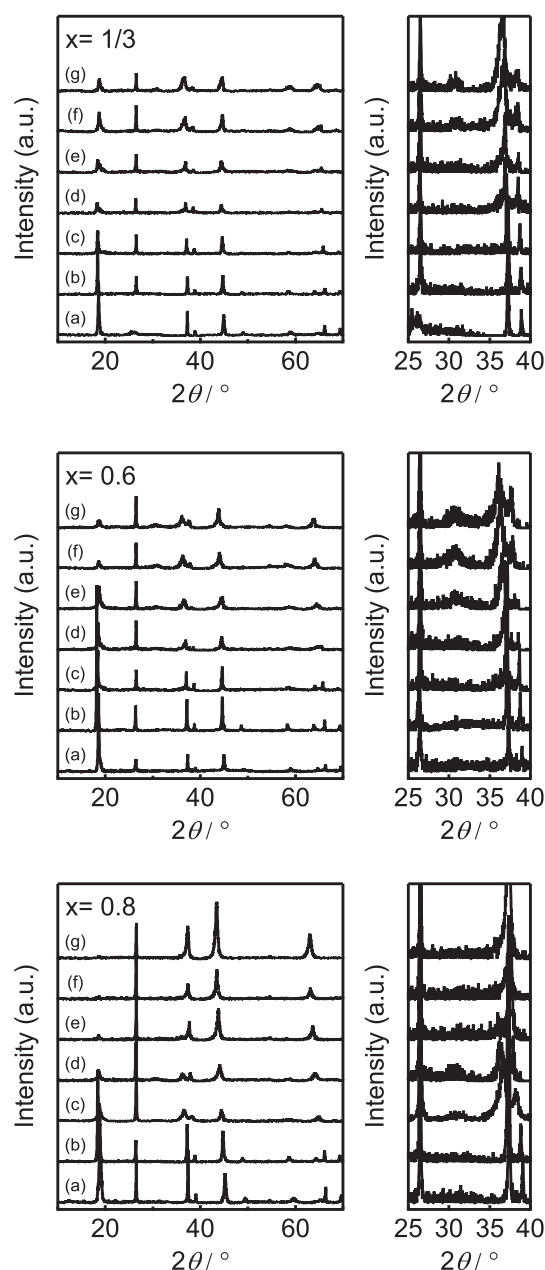 x= 1/3
(g)
(f)
(e)
(d)
(c)
(b)
(a)
Intensity (a.u.)
20 40 60
2θ/ °
Intensity (a.u.)
25 30 35 40
2θ/ °
x= 0.6
(g)
(f)
(e)
(d)
(c)
(b)
(a)
Intensity (a.u.)
20 40 60
2θ/ °
Intensity (a.u.)
25 30 35 40
2θ/ °
x= 0.8
(g)
(f)
(e)
(d)
(c)
(b)
(a)
Intensity (a.u.)
20 40 60
2θ/ °
Intensity (a.u.)
25 30 35 40
2θ/ °